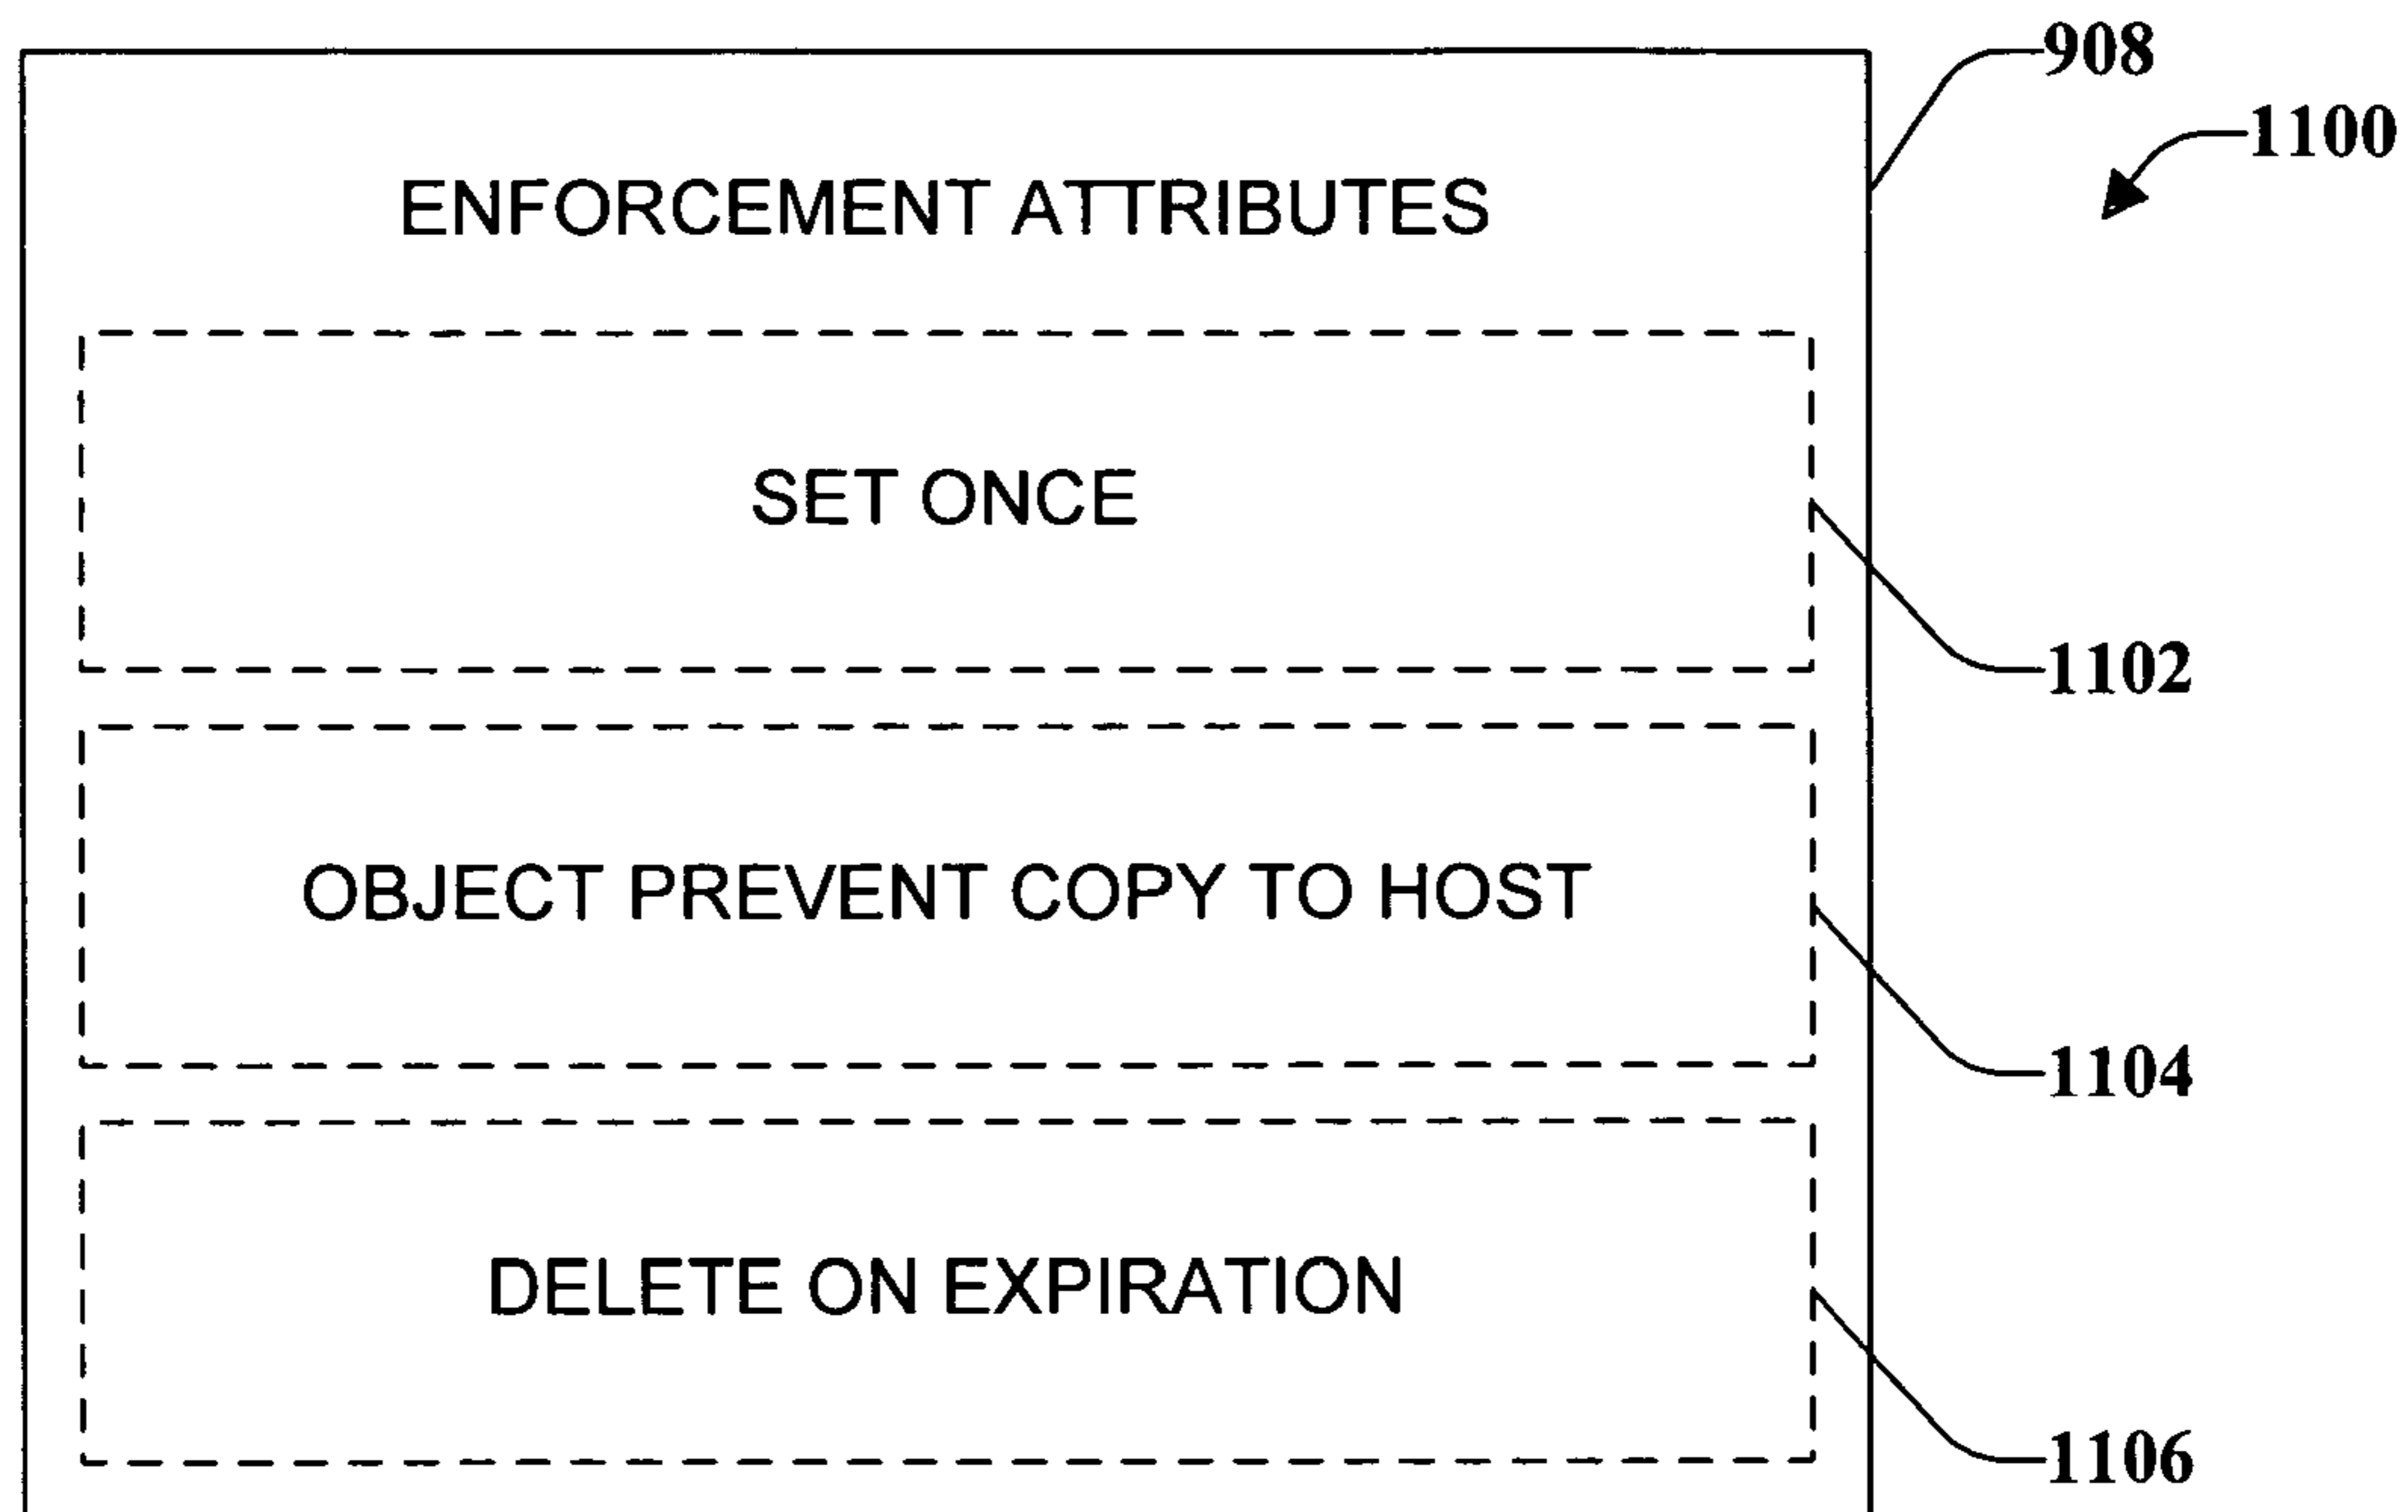 908
1100
ENFORCEMENT ATTRIBUTES
SET ONCE
1102
OBJECT PREVENT COPY TO HOST
1104
DELETE ON EXPIRATION
1106